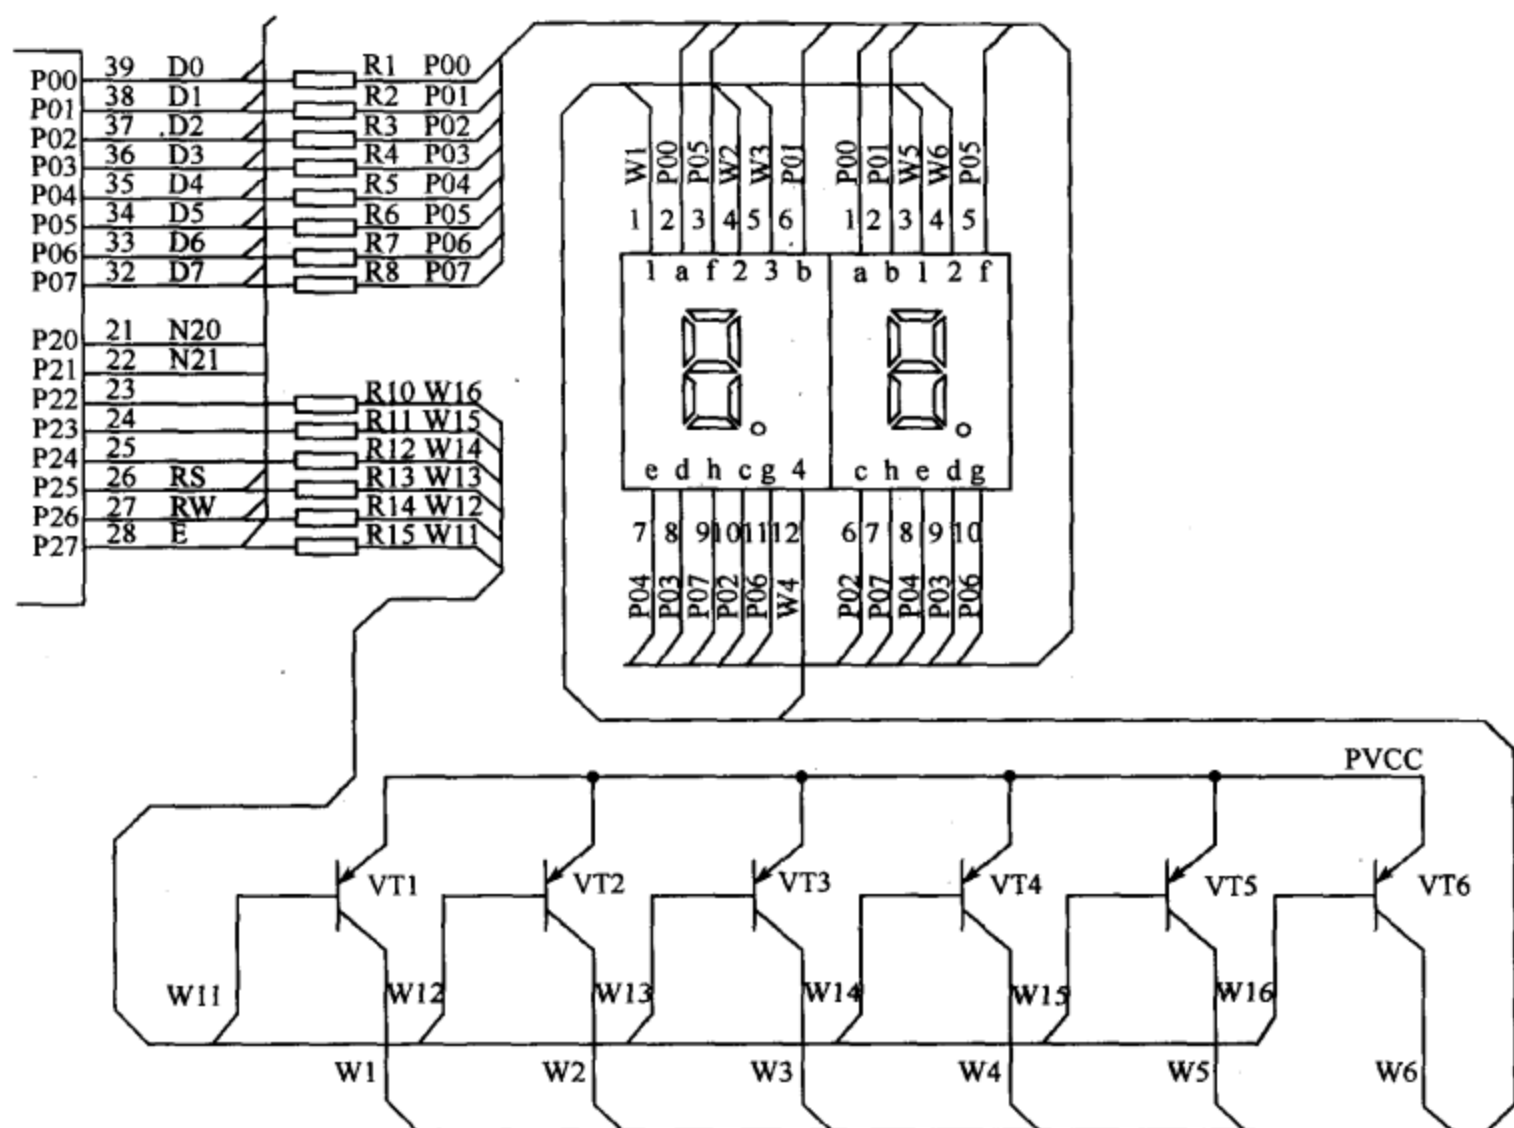 P00 39 D0 R1 P00
P01 38 D1 R2 P01
P02 37 D2 R3 P02
P03 36 D3 R4 P03
P04 35 D4 R5 P04
P05 34 D5 R6 P05
P06 33 D6 R7 P06
P07 32 D7 R8 P07
P20 21 N20
P21 22 N21
P22 23 R10 W16
P23 24 R11 W15
P24 25 R12 W14
P25 26 RS R13 W13
P26 27 RW R14 W12
P27 28 E R15 W11
W1 P00 P05 W2 W3 P01 P00 P01 W5 W6 P05
1 2 3 4 5 6 1 2 3 4 5
1 a f 2 3 b a b 1 2 f
e d h c g 4 c h e d g
7 8 9 10 11 12 6 7 8 9 10
P04 P03 P07 P02 P06 W4 P02 P07 P04 P03 P06
PVCC
VT1 VT2 VT3 VT4 VT5 VT6
W11 W12 W13 W14 W15 W16
W1 W2 W3 W4 W5 W6